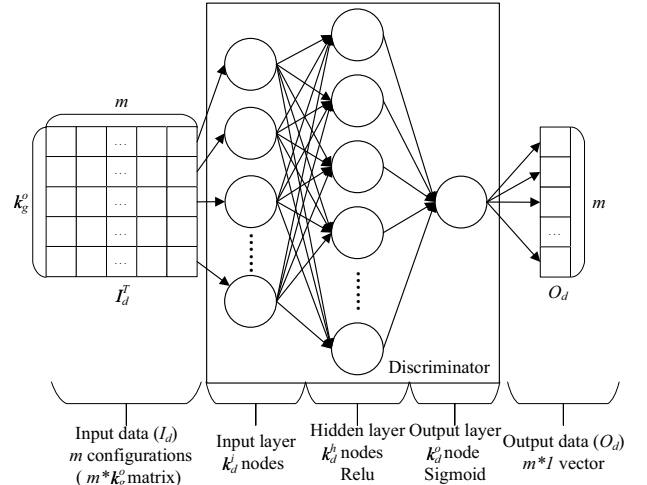 m
...
...
k_g^o
...
m
...
...
...
I_d^T
O_d
Discriminator
Input data (I_d)
m configurations
( m*k_g^o matrix)
Input layer
k_d^i nodes
Hidden layer
k_d^h nodes
Relu
Output layer
k_d^o node
Sigmoid
Output data (O_d)
m*1 vector